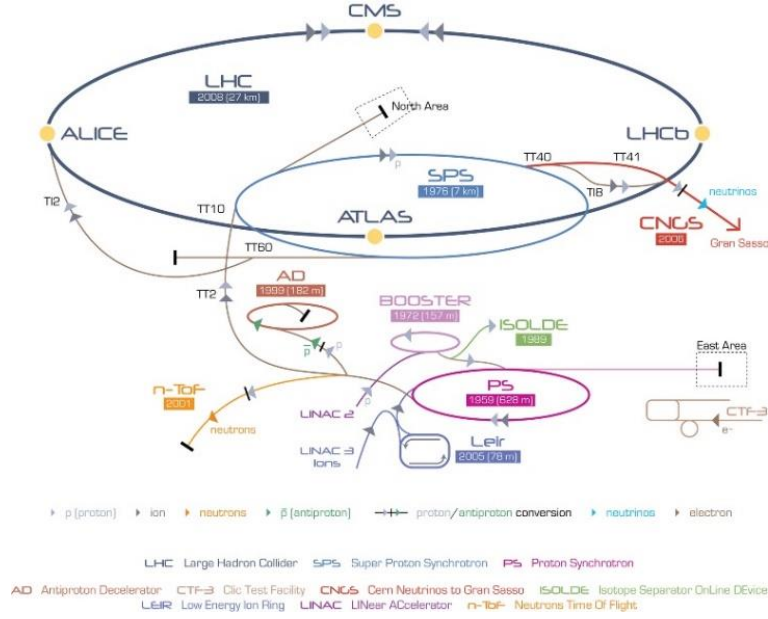 CMS
LHC
2008 (27 km)
North Area
ALICE
LHCb
TT40
TT41
SPS
1976 (7 km)
TI8
neutrinos
TI2
TT10
ATLAS
CNGS
2006
Gran Sasso
TT60
AD
1999 (182 m)
TT2
BOOSTER
1972 (157 m)
ISOLDE
1989
East Area
p
p
p̄
n-ToF
2001
LINAC 2
p
PS
1959 (628 m)
CTF-3
e-
neutrons
LINAC 3
Ions
Leir
2005 (78 m)
p (proton) ion neutrons p̄ (antiproton) proton/antiproton conversion neutrinos electron
LHC Large Hadron Collider SPS Super Proton Synchrotron PS Proton Synchrotron
AD Antiproton Decelerator CTF-3 Clic Test Facility CNGS Cern Neutrinos to Gran Sasso ISOLDE Isotope Separator OnLine DEvice
LEIR Low Energy Ion Ring LINAC LINear ACcelerator n-ToF Neutrons Time Of Flight